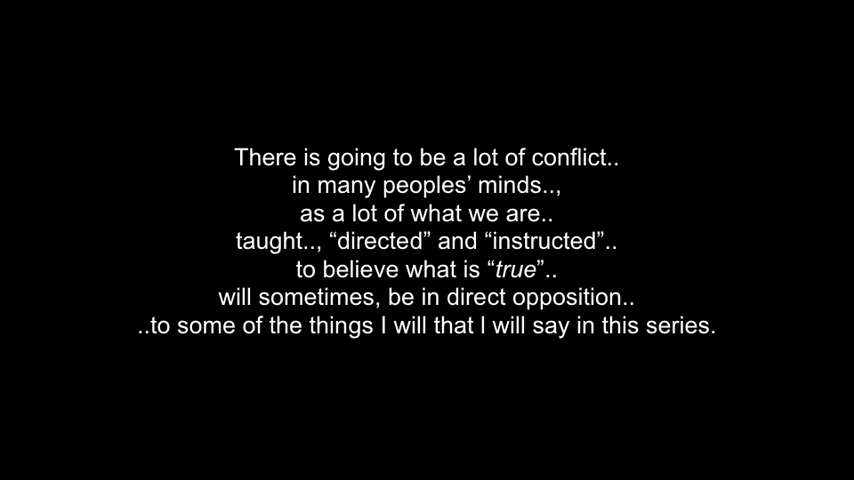 There is going to be a lot of conflict..
in many peoples’ minds..,
as a lot of what we are..
taught.., “directed” and “instructed”..
to believe what is “true”..
will sometimes, be in direct opposition..
..to some of the things I will that I will say in this series.